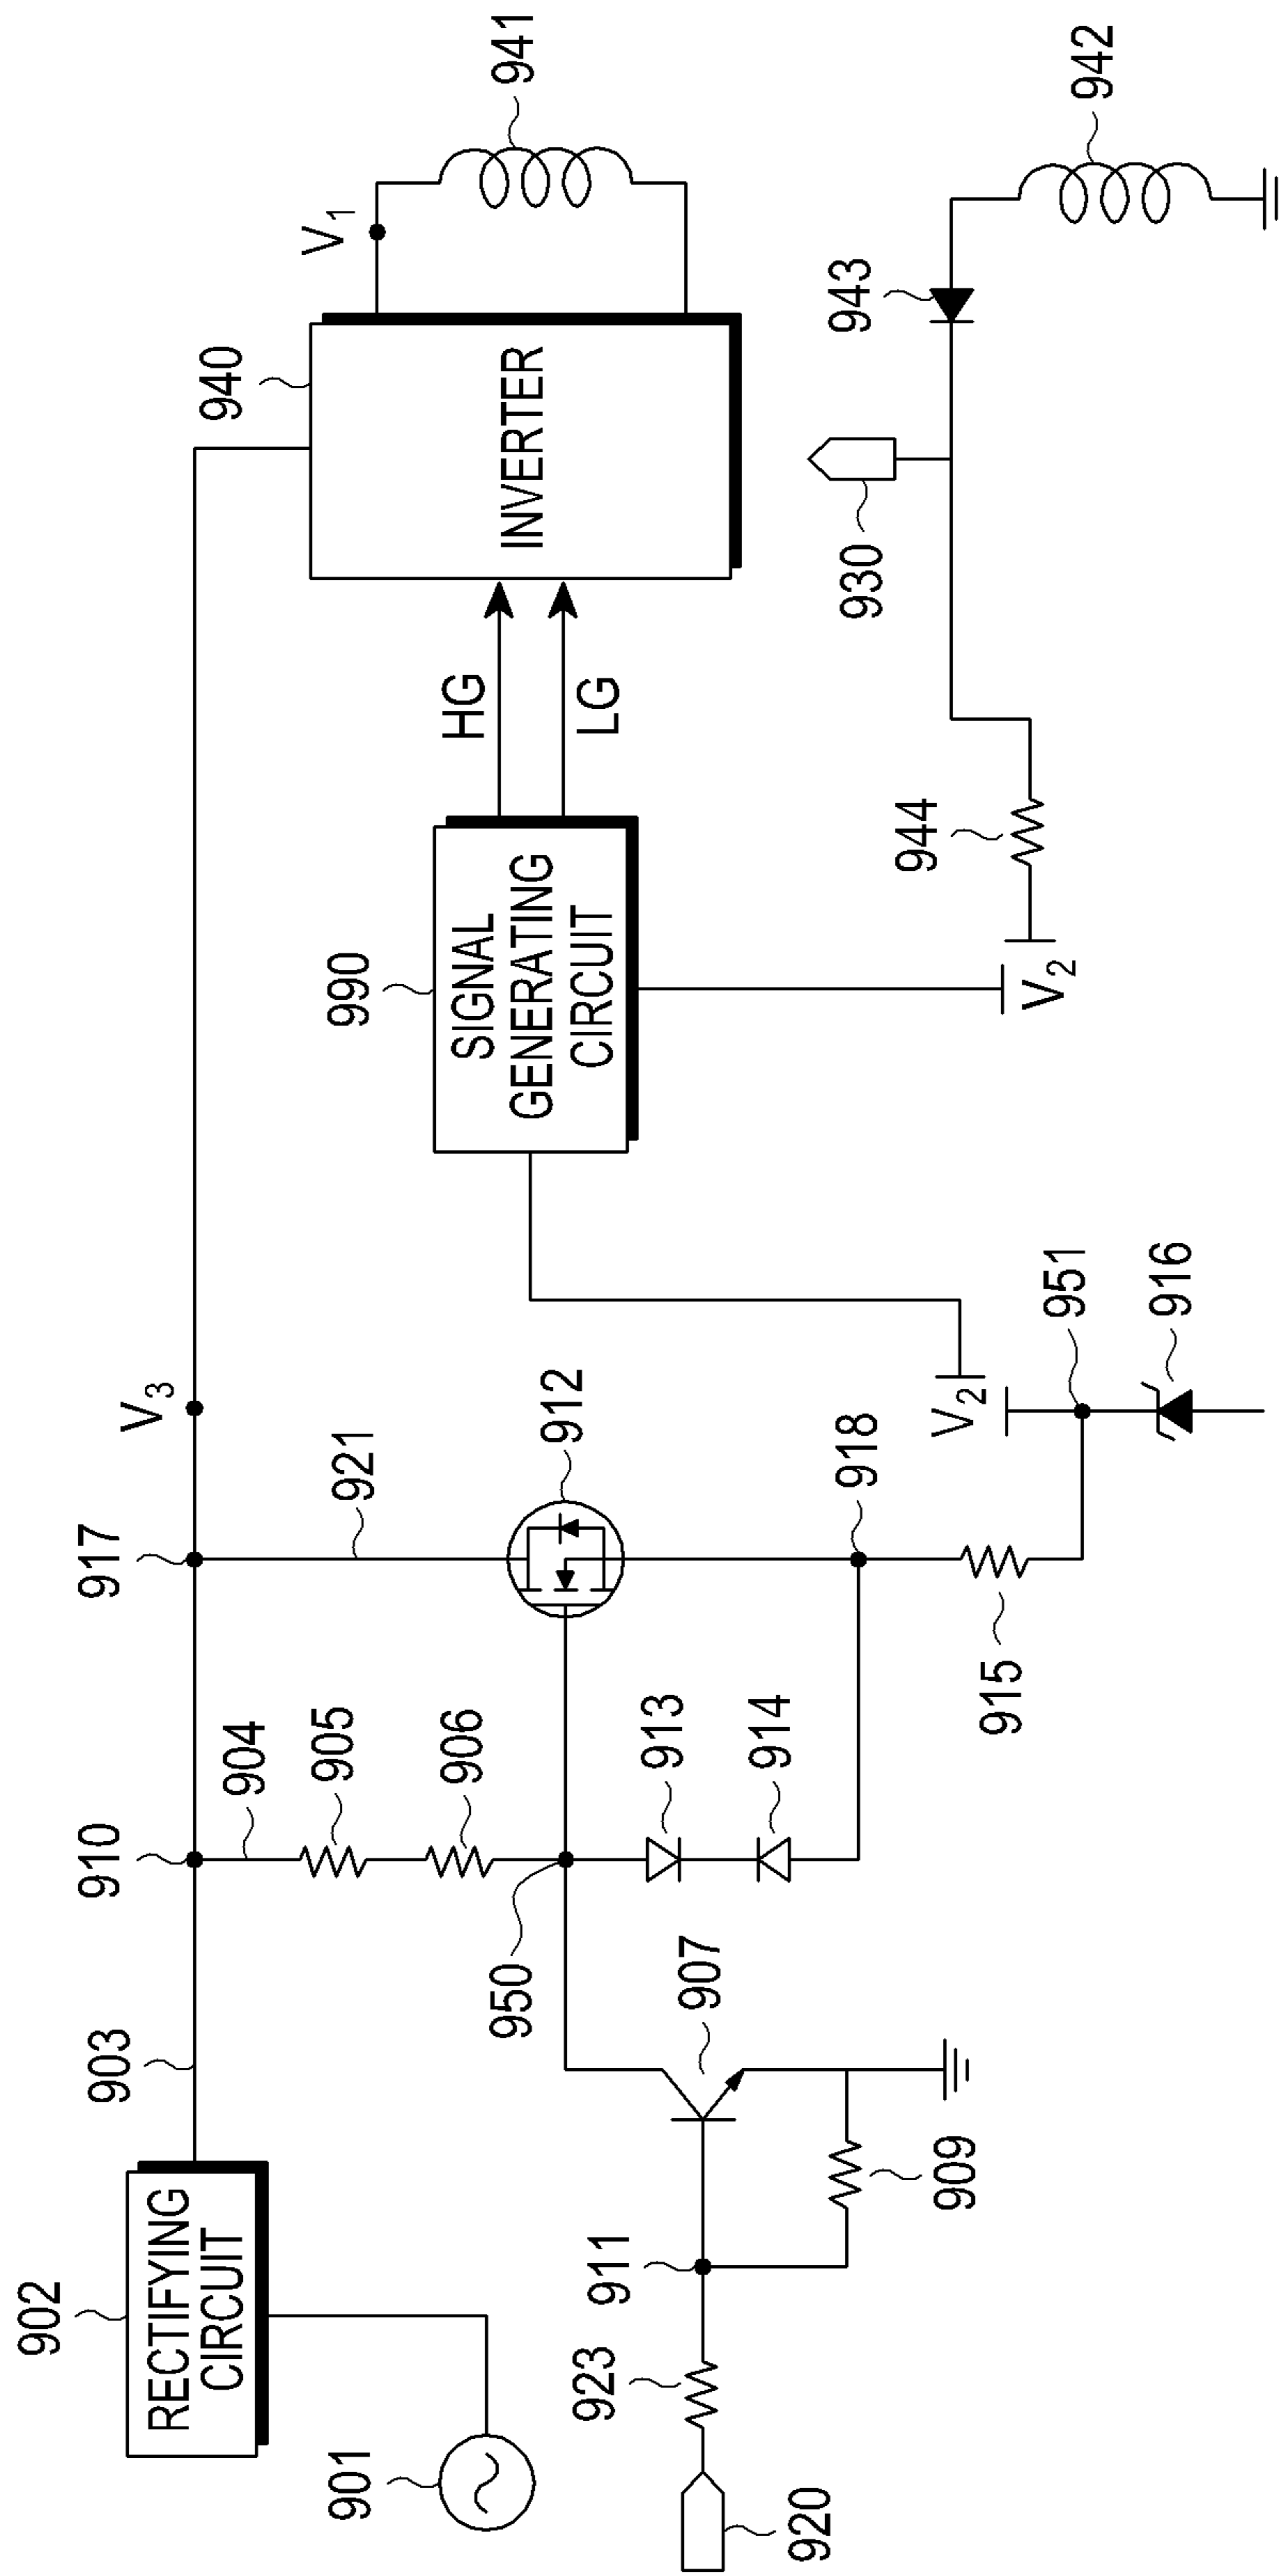 902
RECTIFYING
CIRCUIT
901
903
910
904
905
906
950
917
921
V3
912
913
914
918
915
951
916
V2
907
909
911
923
920
990
SIGNAL
GENERATING
CIRCUIT
HG
LG
940
INVERTER
V1
941
V2
944
930
943
942